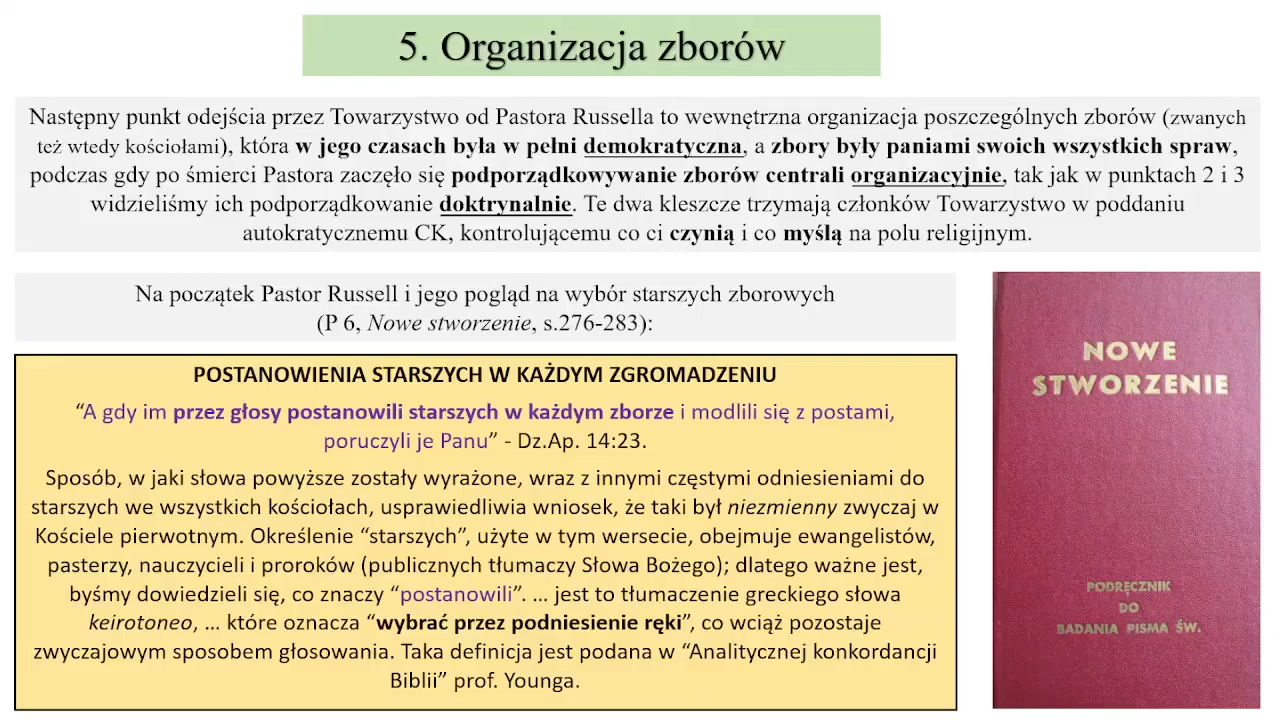 5. Organizacja zborów
Następny punkt odejścia przez Towarzystwo od Pastora Russella to wewnętrzna organizacja poszczególnych zborów (zwanych
też wtedy kościołami), która w jego czasach była w pełni demokratyczna, a zbory były paniami swoich wszystkich spraw,
podczas gdy po śmierci Pastora zaczęło się podporządkowywanie zborów centrali organizacyjnie, tak jak w punktach 2 i 3
widzieliśmy ich podporządkowanie doktrynalnie. Te dwa kleszcze trzymają członków Towarzystwo w poddaniu
autokratycznemu CK, kontrolującemu co ci czynią i co myślą na polu religijnym.
Na początek Pastor Russell i jego pogląd na wybór starszych zborowych
(P 6, Nowe stworzenie, s.276-283):
POSTANOWIENIA STARSZYCH W KAŻDYM ZGROMADZENIU
“A gdy im przez głosy postanowili starszych w każdym zborze i modlili się z postami,
poruczyli je Panu” - Dz.Ap. 14:23.
Sposób, w jaki słowa powyższe zostały wyrażone, wraz z innymi częstymi odniesieniami do
starszych we wszystkich kościołach, usprawiedliwia wniosek, że taki był niezmienny zwyczaj w
Kościele pierwotnym. Określenie “starszych”, użyte w tym wersecie, obejmuje ewangelistów,
pasterzy, nauczycieli i proroków (publicznych tłumaczy Słowa Bożego); dlatego ważne jest,
byśmy dowiedzieli się, co znaczy “postanowili”. ... jest to tłumaczenie greckiego słowa
keirotoneo, ... które oznacza “wybrać przez podniesienie ręki”, co wciąż pozostaje
zwyczajowym sposobem głosowania. Taka definicja jest podana w “Analitycznej konkordancji
Biblii” prof. Younga.
NOWE
STWORZENIE
PODRĘCZNIK
DO
BADANIA PISMA ŚW.